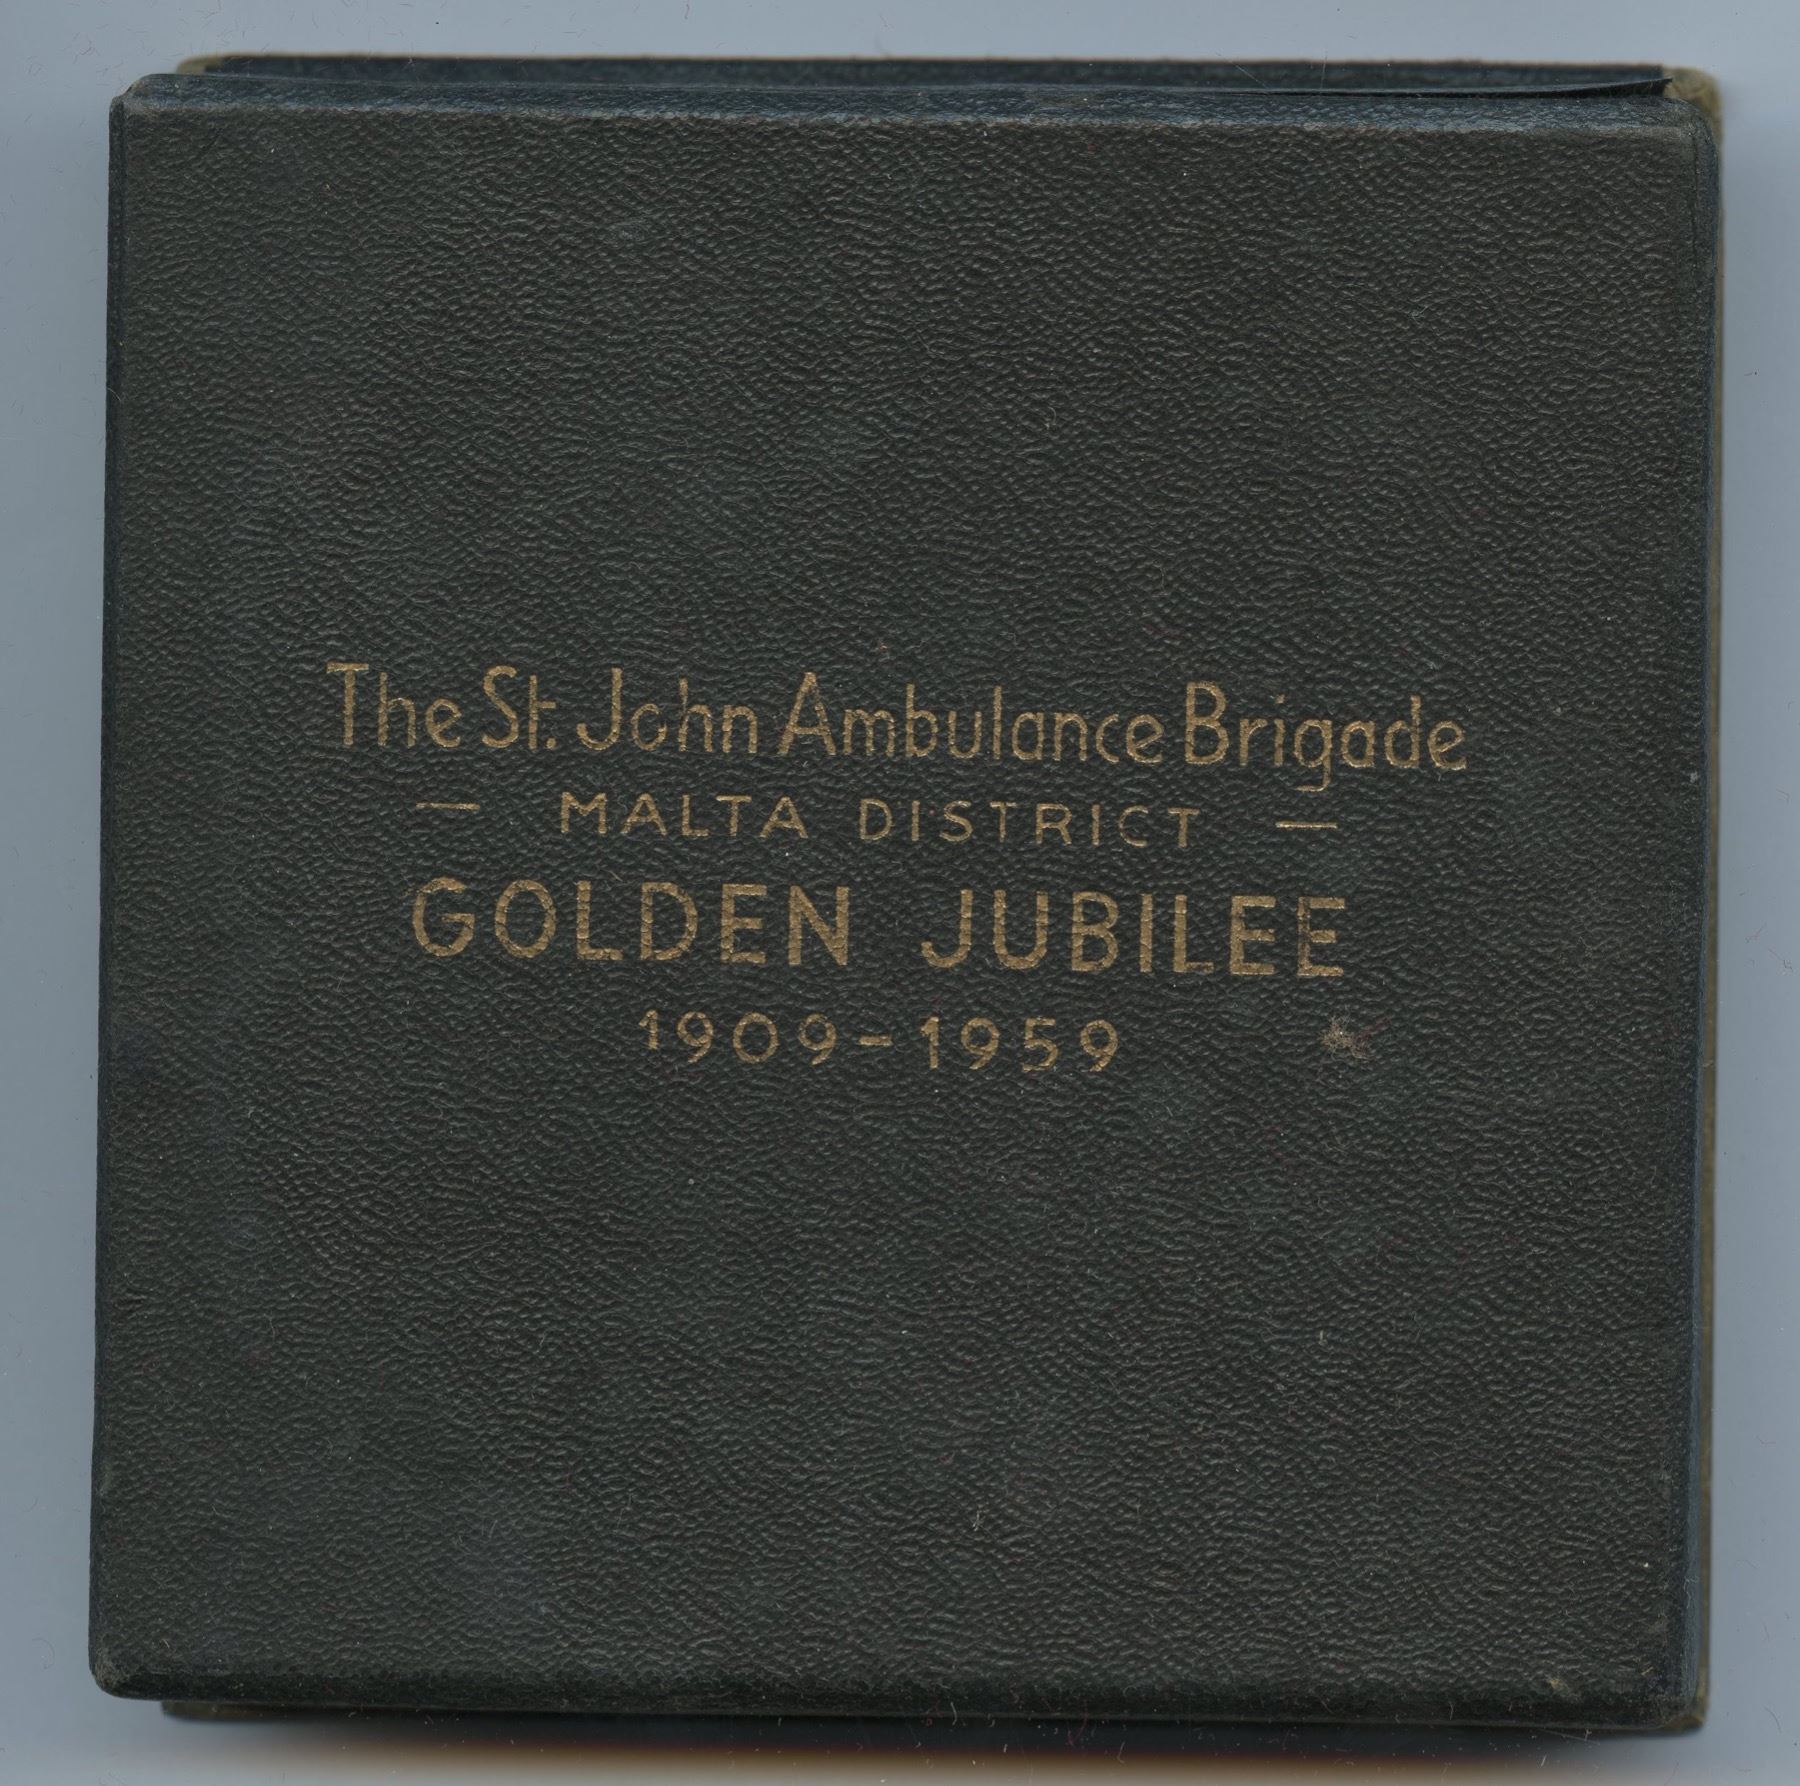 The St. John Ambulance Brigade
— MALTA DISTRICT —
GOLDEN JUBILEE
1909–1959